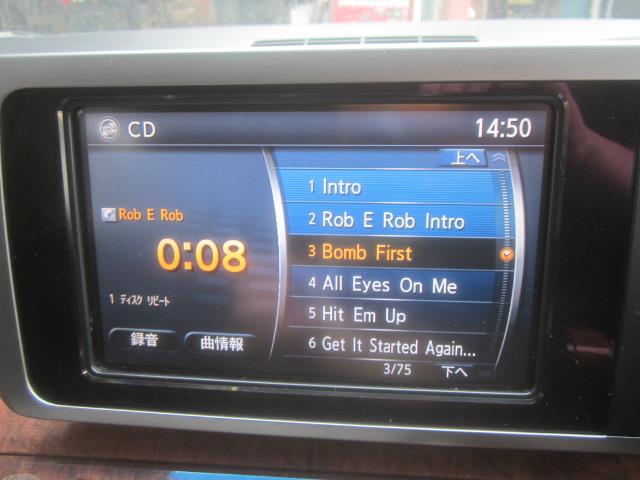 CD
14:50
上へ
1 Intro
Rob E Rob
2 Rob E Rob Intro
0:08
3 Bomb First
4 All Eyes On Me
1 ディスク リピート
5 Hit Em Up
録音
曲情報
6 Get It Started Again...
3/75
下へ